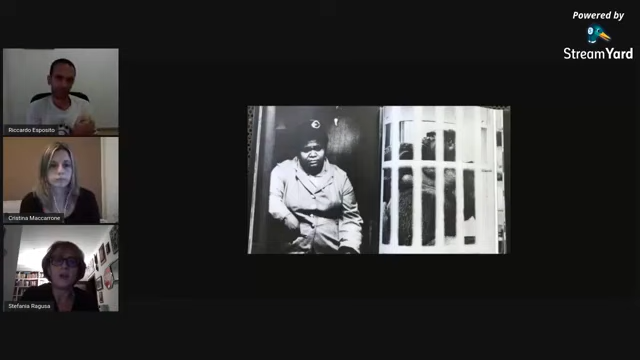 Powered by
StreamYard
Riccardo Esposito
Cristina Maccarrone
Stefania Ragusa